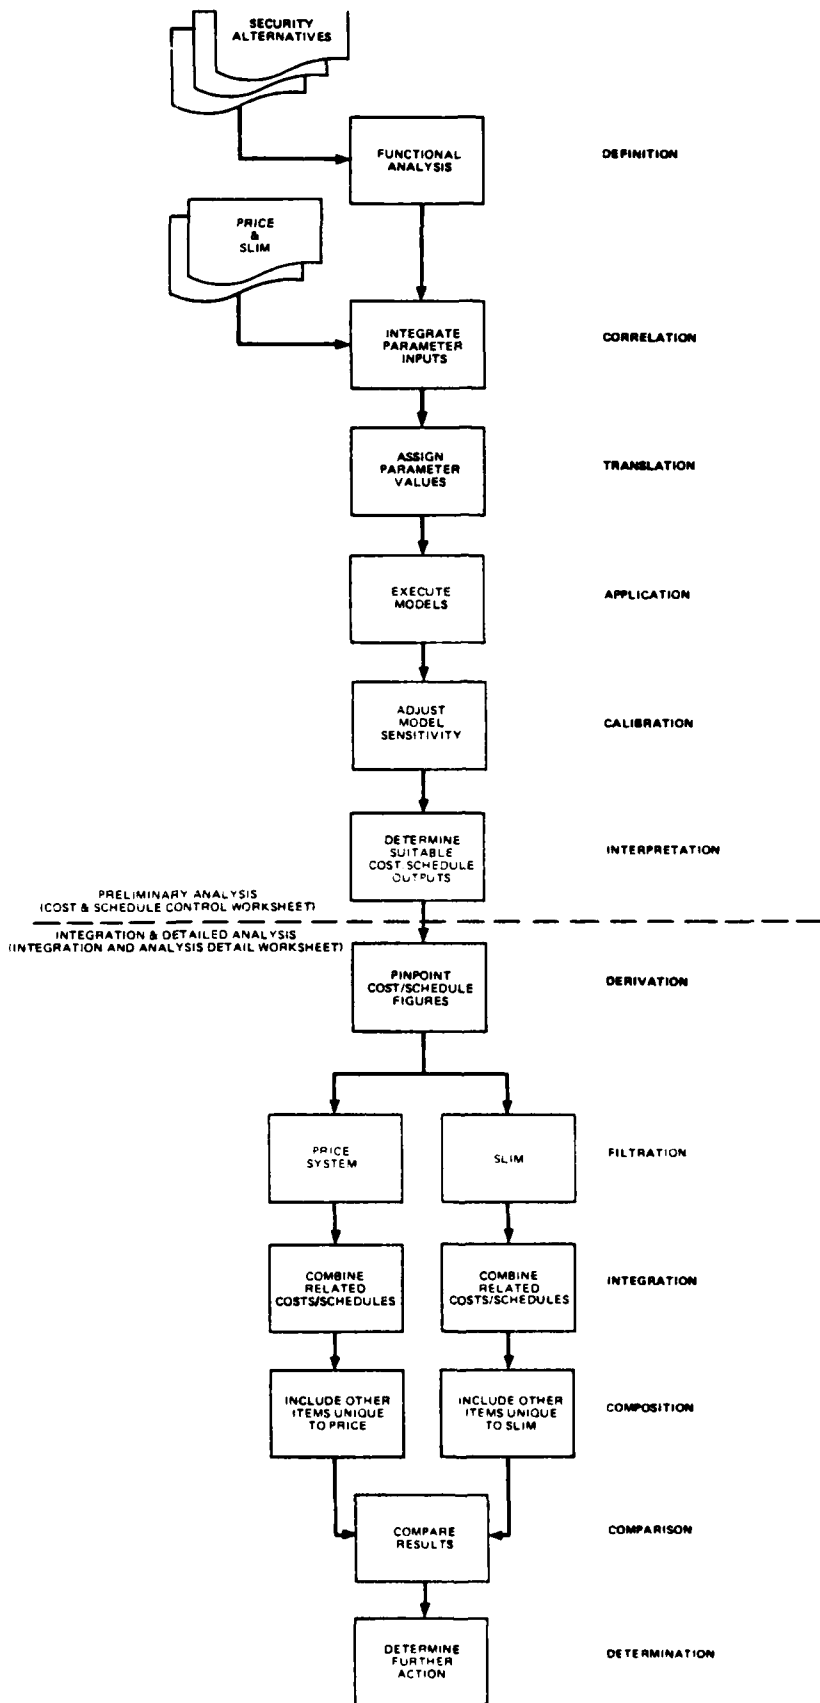 SECURITY
ALTERNATIVES
FUNCTIONAL
ANALYSIS
DEFINITION
PRICE
&
SLIM
INTEGRATE
PARAMETER
INPUTS
CORRELATION
ASSIGN
PARAMETER
VALUES
TRANSLATION
EXECUTE
MODELS
APPLICATION
ADJUST
MODEL
SENSITIVITY
CALIBRATION
DETERMINE
SUITABLE
COST/SCHEDULE
OUTPUTS
INTERPRETATION
PRELIMINARY ANALYSIS
(COST & SCHEDULE CONTROL WORKSHEET)
INTEGRATION & DETAILED ANALYSIS
(INTEGRATION AND ANALYSIS DETAIL WORKSHEET)
PINPOINT
COST/SCHEDULE
FIGURES
DERIVATION
PRICE
SYSTEM
SLIM
FILTRATION
COMBINE
RELATED
COSTS/SCHEDULES
COMBINE
RELATED
COSTS/SCHEDULES
INTEGRATION
INCLUDE OTHER
ITEMS UNIQUE
TO PRICE
INCLUDE OTHER
ITEMS UNIQUE
TO SLIM
COMPOSITION
COMPARE
RESULTS
COMPARISON
DETERMINE
FURTHER
ACTION
DETERMINATION